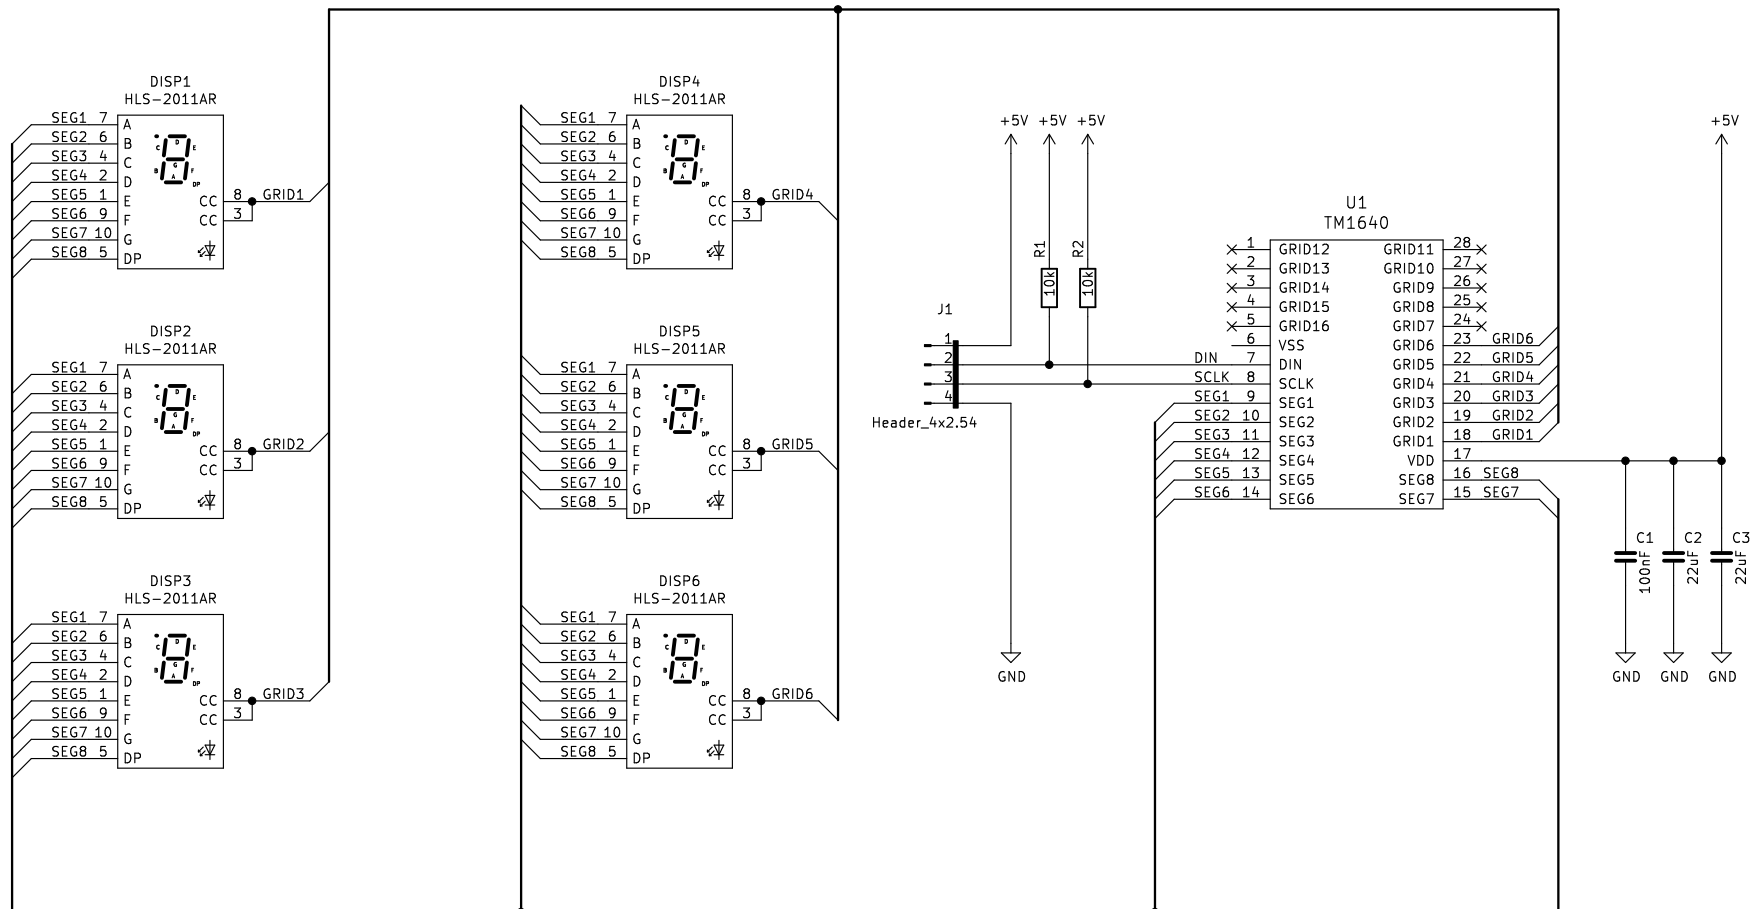 DISP1
HLS-2011AR
SEG1 7 A
SEG2 6 B
SEG3 4 C
SEG4 2 D
SEG5 1 E
SEG6 9 F
SEG7 10 G
SEG8 5 DP
D
C E
G
B F
A
DP
CC 8 GRID1
CC 3
DISP2
HLS-2011AR
SEG1 7 A
SEG2 6 B
SEG3 4 C
SEG4 2 D
SEG5 1 E
SEG6 9 F
SEG7 10 G
SEG8 5 DP
D
C E
G
B F
A
DP
CC 8 GRID2
CC 3
DISP3
HLS-2011AR
SEG1 7 A
SEG2 6 B
SEG3 4 C
SEG4 2 D
SEG5 1 E
SEG6 9 F
SEG7 10 G
SEG8 5 DP
D
C E
G
B F
A
DP
CC 8 GRID3
CC 3
DISP4
HLS-2011AR
SEG1 7 A
SEG2 6 B
SEG3 4 C
SEG4 2 D
SEG5 1 E
SEG6 9 F
SEG7 10 G
SEG8 5 DP
D
C E
G
B F
A
DP
CC 8 GRID4
CC 3
DISP5
HLS-2011AR
SEG1 7 A
SEG2 6 B
SEG3 4 C
SEG4 2 D
SEG5 1 E
SEG6 9 F
SEG7 10 G
SEG8 5 DP
D
C E
G
B F
A
DP
CC 8 GRID5
CC 3
DISP6
HLS-2011AR
SEG1 7 A
SEG2 6 B
SEG3 4 C
SEG4 2 D
SEG5 1 E
SEG6 9 F
SEG7 10 G
SEG8 5 DP
D
C E
G
B F
A
DP
CC 8 GRID6
CC 3
+5V +5V +5V
R1
10k
R2
10k
J1
1
2
3
4
Header_4x2.54
GND
U1
TM1640
1 GRID12
2 GRID13
3 GRID14
4 GRID15
5 GRID16
6 VSS
DIN 7 DIN
SCLK 8 SCLK
SEG1 9 SEG1
SEG2 10 SEG2
SEG3 11 SEG3
SEG4 12 SEG4
SEG5 13 SEG5
SEG6 14 SEG6
GRID11 28
GRID10 27
GRID9 26
GRID8 25
GRID7 24
GRID6 23 GRID6
GRID5 22 GRID5
GRID4 21 GRID4
GRID3 20 GRID3
GRID2 19 GRID2
GRID1 18 GRID1
VDD 17
SEG8 16 SEG8
SEG7 15 SEG7
+5V
C1
100nF
C2
22uF
C3
22uF
GND GND GND